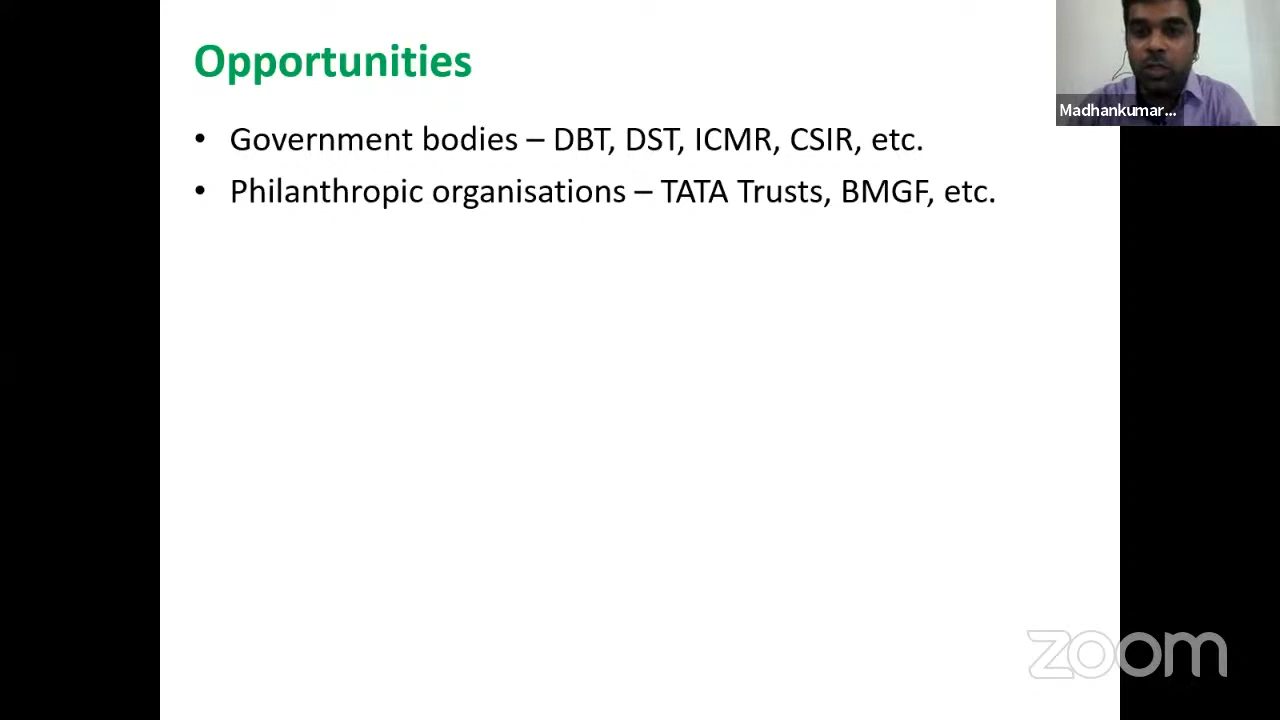 Opportunities
• Government bodies – DBT, DST, ICMR, CSIR, etc.
• Philanthropic organisations – TATA Trusts, BMGF, etc.
Madhankumar...
zoom